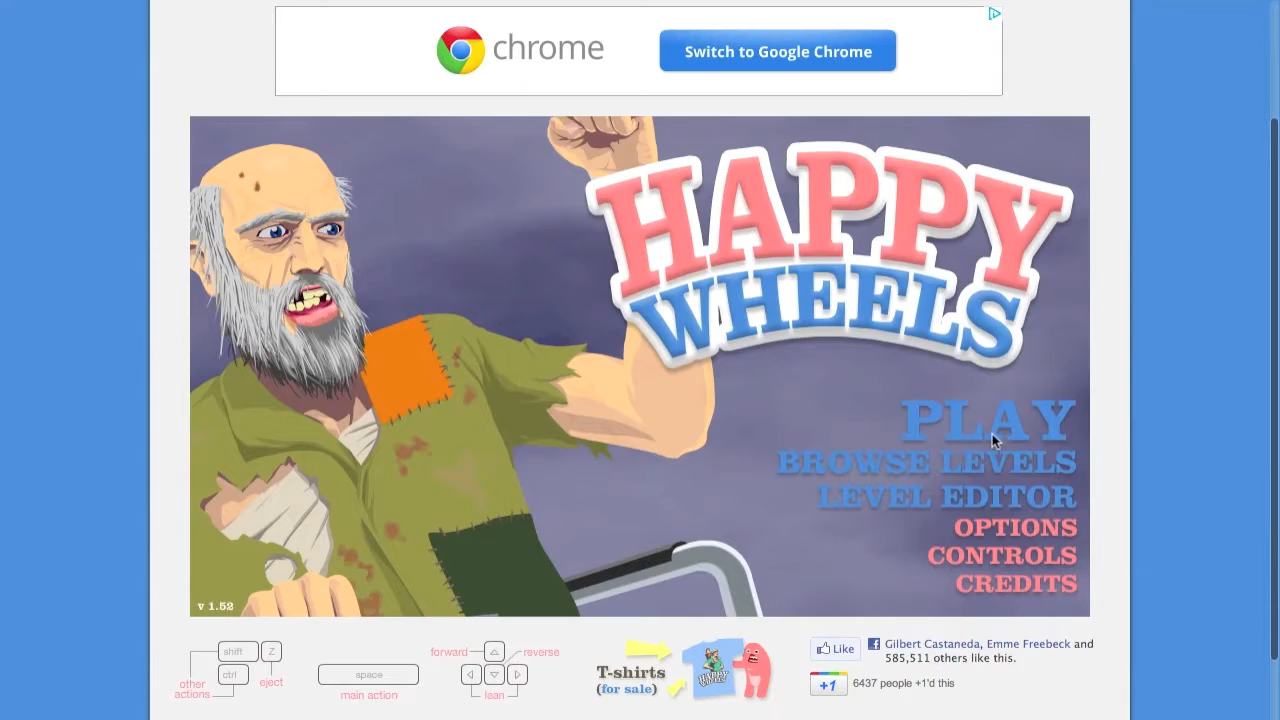 chrome
Switch to Google Chrome
HAPPY
WHEELS
PLAY
BROWSE LEVELS
LEVEL EDITOR
OPTIONS
CONTROLS
CREDITS
v 1.52
shift
Z
ctrl
other
actions
eject
space
main action
forward
reverse
lean
T-shirts
(for sale)
HAPPY
WHEELS
Like
Gilbert Castaneda, Emme Freebeck and
585,511 others like this.
+1
6437 people +1'd this